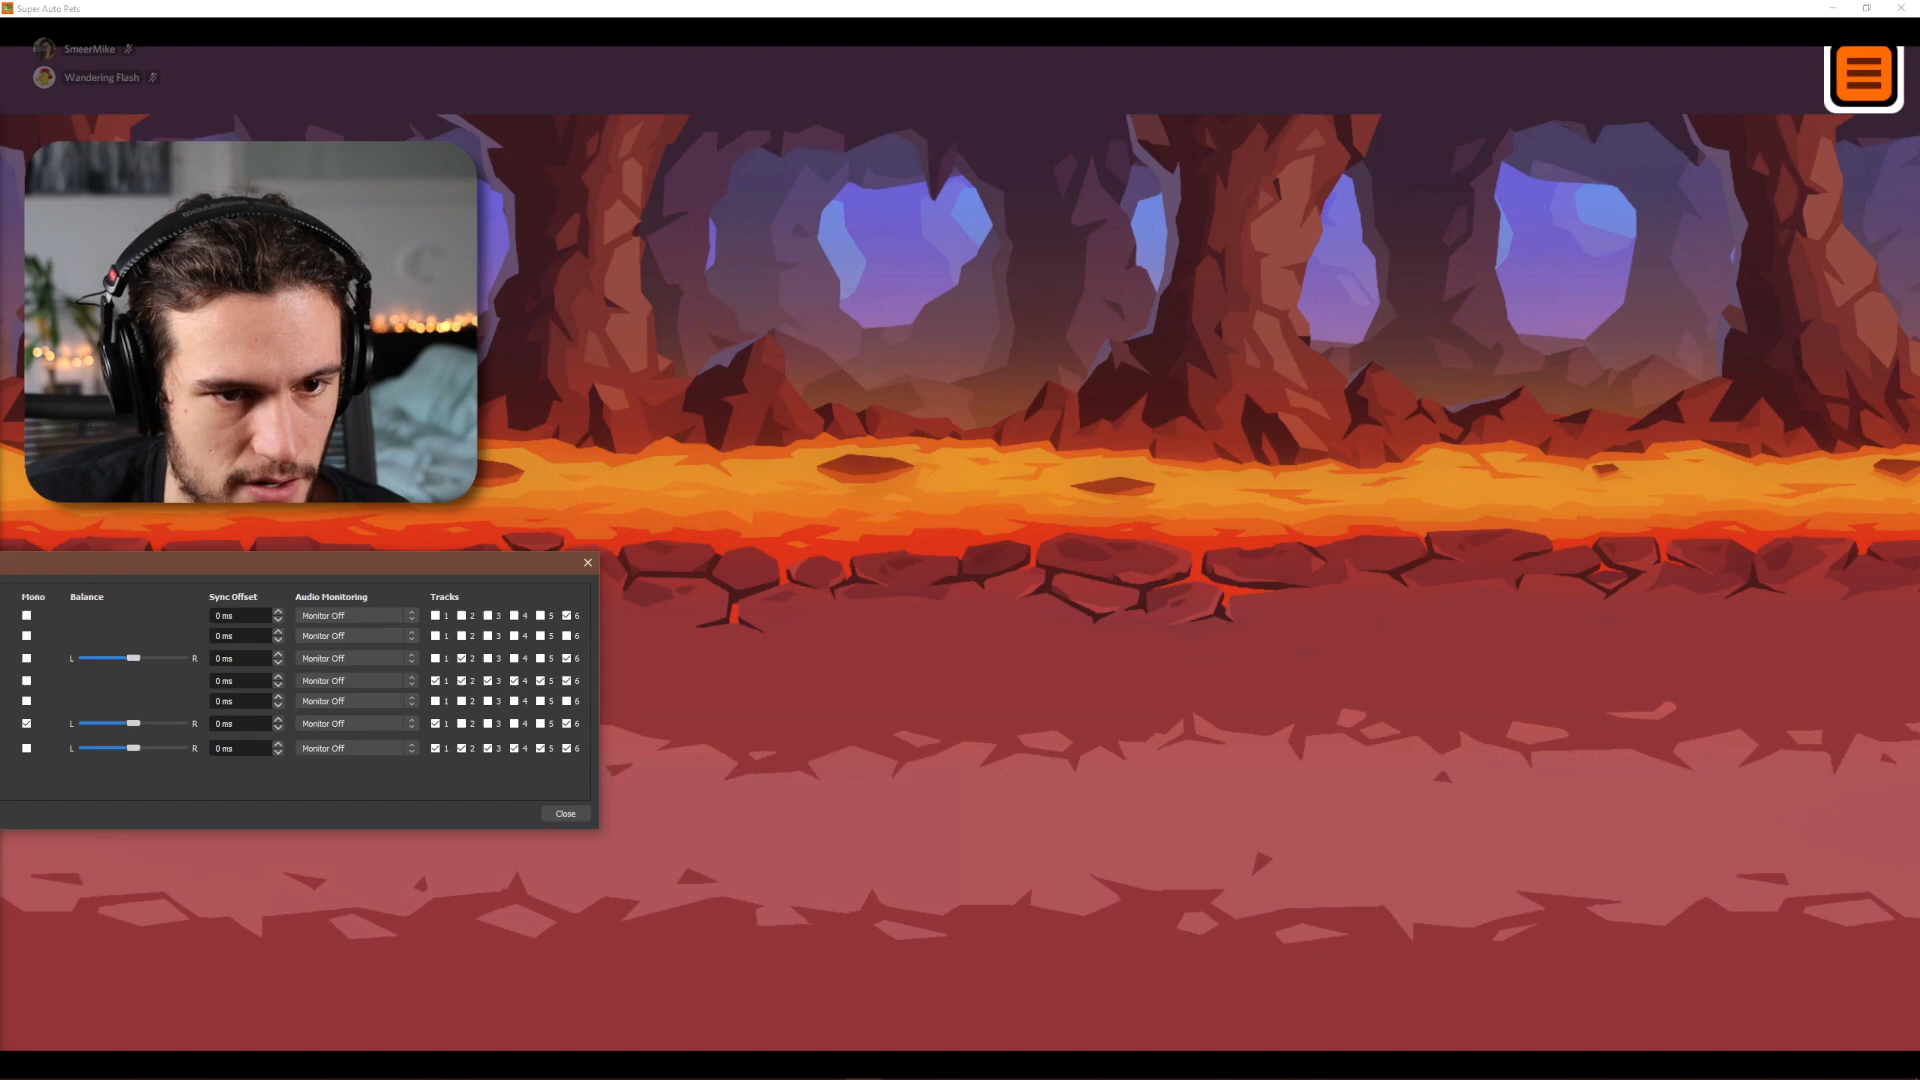 Super Auto Pets
SmeerMike
Wandering Flash
Mono Balance Sync Offset Audio Monitoring Tracks
0 ms Monitor Off 1 2 3 4 5 6
0 ms Monitor Off 1 2 3 4 5 6
L R 0 ms Monitor Off 1 2 3 4 5 6
0 ms Monitor Off 1 2 3 4 5 6
0 ms Monitor Off 1 2 3 4 5 6
L R 0 ms Monitor Off 1 2 3 4 5 6
L R 0 ms Monitor Off 1 2 3 4 5 6
Close